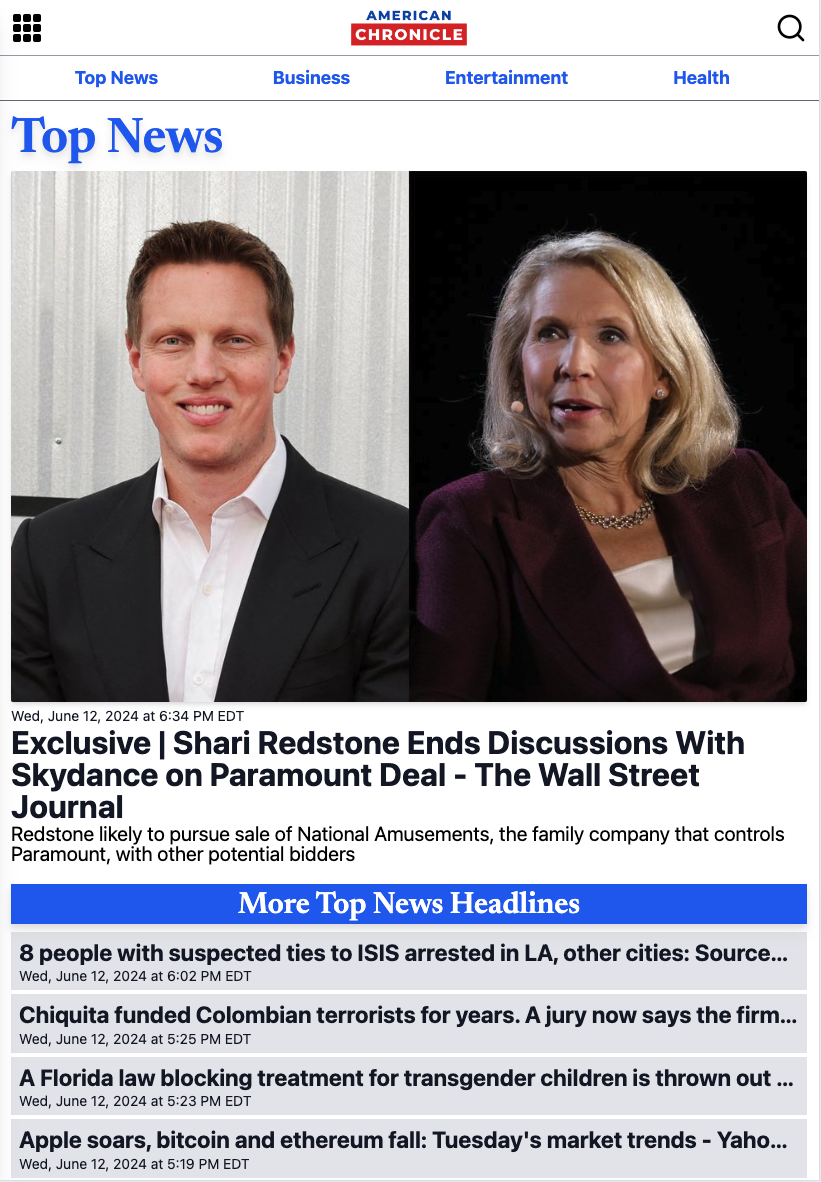 AMERICAN
CHRONICLE
Top News
Business
Entertainment
Health
Top News
Wed, June 12, 2024 at 6:34 PM EDT
Exclusive | Shari Redstone Ends Discussions With
Skydance on Paramount Deal - The Wall Street
Journal
Redstone likely to pursue sale of National Amusements, the family company that controls
Paramount, with other potential bidders
More Top News Headlines
8 people with suspected ties to ISIS arrested in LA, other cities: Source...
Wed, June 12, 2024 at 6:02 PM EDT
Chiquita funded Colombian terrorists for years. A jury now says the firm...
Wed, June 12, 2024 at 5:25 PM EDT
A Florida law blocking treatment for transgender children is thrown out ...
Wed, June 12, 2024 at 5:23 PM EDT
Apple soars, bitcoin and ethereum fall: Tuesday's market trends - Yaho...
Wed, June 12, 2024 at 5:19 PM EDT